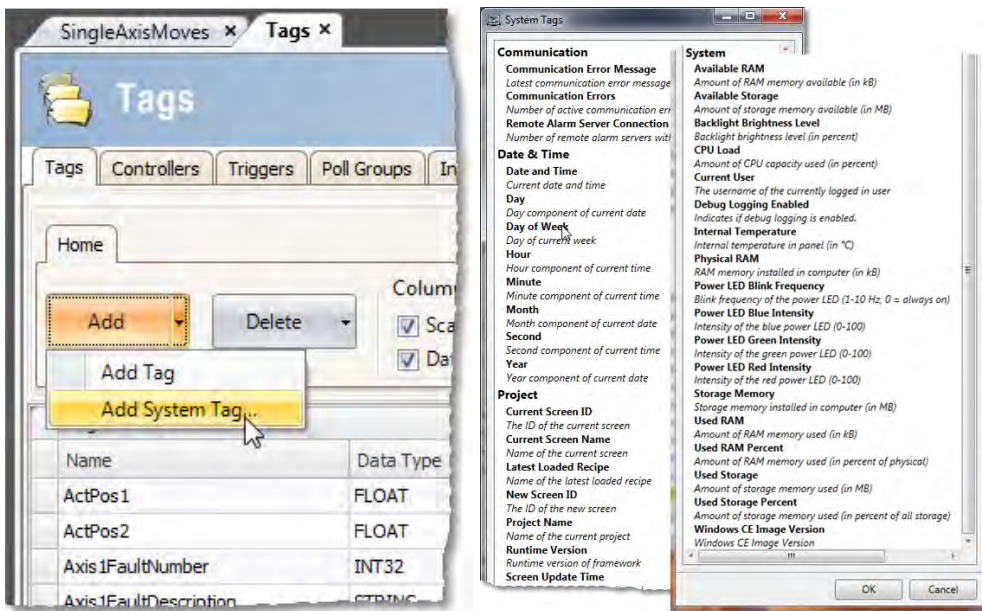 SingleAxisMoves × Tags ×
Tags
Tags Controllers Triggers Poll Groups
Home
Add Delete
Add Tag
Add System Tag...
Name Data Type
ActPos1 FLOAT
ActPos2 FLOAT
Axis1FaultNumber INT32
Axis1FaultDescription STRING
System Tags
Communication
Communication Error Message
Latest communication error message
Communication Errors
Number of active communication
Remote Alarm Server Connection
Number of remote alarm servers
Date & Time
Date and Time
Current date and time
Day
Day component of current date
Day of Week
Day of current week
Hour
Hour component of current time
Minute
Minute component of current time
Month
Month component of current date
Second
Second component of current time
Year
Year component of current date
Project
Current Screen ID
The ID of the current screen
Current Screen Name
Name of the current screen
Latest Loaded Recipe
Name of the latest loaded recipe
New Screen ID
The ID of the new screen
Project Name
Name of the current project
Runtime Version
Runtime version of framework
Screen Update Time
System
Available RAM
Amount of RAM memory available (in kB)
Available Storage
Amount of storage memory available (in MB)
Backlight Brightness Level
Backlight brightness level (in percent)
CPU Load
Amount of CPU capacity used (in percent)
Current User
The username of the currently logged in user
Debug Logging Enabled
Indicates if debug logging is enabled.
Internal Temperature
Internal temperature in panel (in °C)
Physical RAM
RAM memory installed in computer (in kB)
Power LED Blink Frequency
Blink frequency of the power LED (1-10 Hz, 0 = always on)
Power LED Blue Intensity
Intensity of the blue power LED (0-100)
Power LED Green Intensity
Intensity of the green power LED (0-100)
Power LED Red Intensity
Intensity of the red power LED (0-100)
Storage Memory
Storage memory installed in computer (in MB)
Used RAM
Amount of RAM memory used (in kB)
Used RAM Percent
Amount of RAM memory used (in percent of physical)
Used Storage
Amount of storage memory used (in MB)
Used Storage Percent
Amount of storage memory used (in percent of all storage)
Windows CE Image Version
Windows CE Image Version
OK Cancel